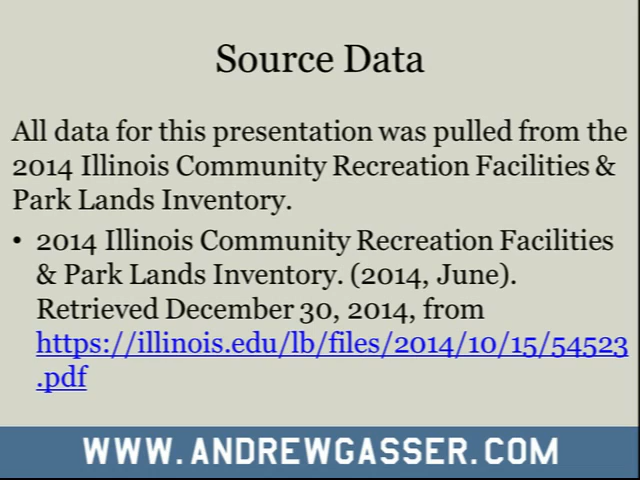 Source Data
All data for this presentation was pulled from the
2014 Illinois Community Recreation Facilities &
Park Lands Inventory.
• 2014 Illinois Community Recreation Facilities
& Park Lands Inventory. (2014, June).
Retrieved December 30, 2014, from
https://illinois.edu/lb/files/2014/10/15/54523
.pdf
WWW.ANDREWGASSER.COM